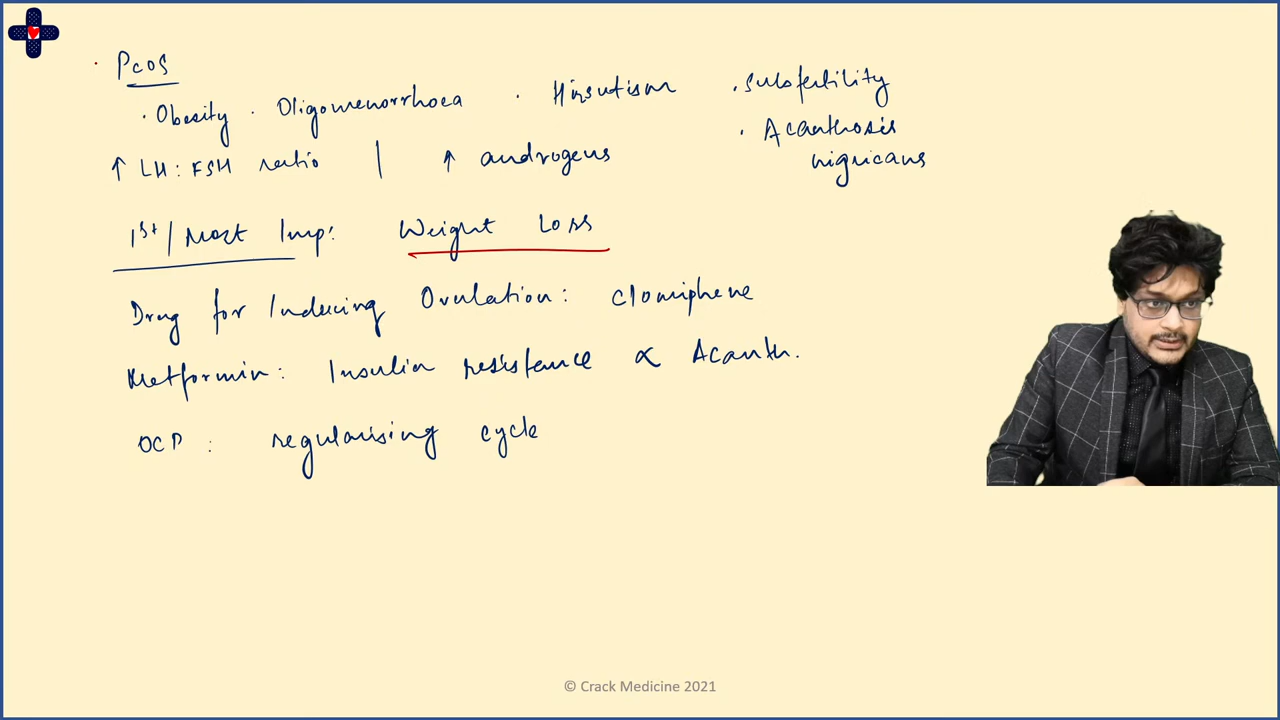 · PCOS
· Obesity · Oligomenorrhoea · Hirsutism · subfertility
· Acanthosis
nigricans
↑ LH : FSH ratio | ↑ androgens
1st / Most Imp: Weight Loss
Drug for Inducing Ovulation: clomiphene
Metformin: Insulin resistance ∝ Acanth.
OCP : regularising cycle
© Crack Medicine 2021